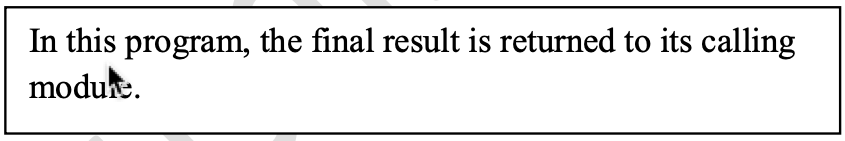 In this program, the final result is returned to its calling
module.